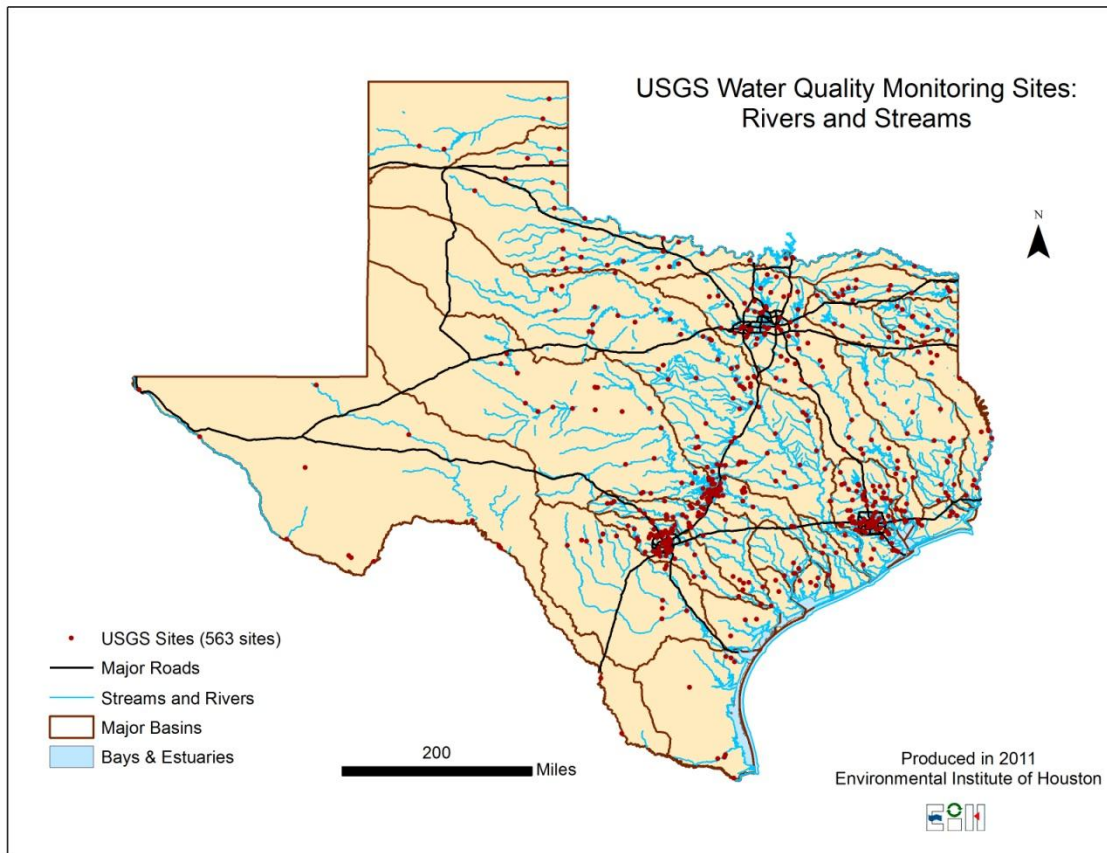 USGS Water Quality Monitoring Sites:
Rivers and Streams
N
USGS Sites (563 sites)
Major Roads
Streams and Rivers
Major Basins
Bays & Estuaries
200
Miles
Produced in 2011
Environmental Institute of Houston
EIH